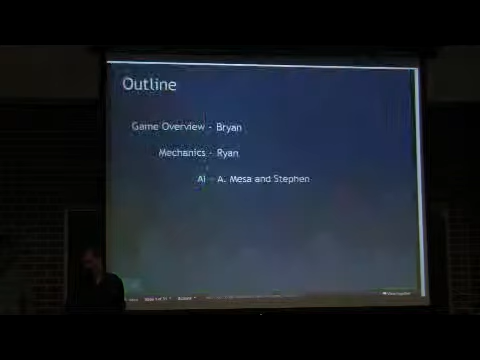 Outline
Game Overview - Bryan
Mechanics - Ryan
AI - A. Mesa and Stephen